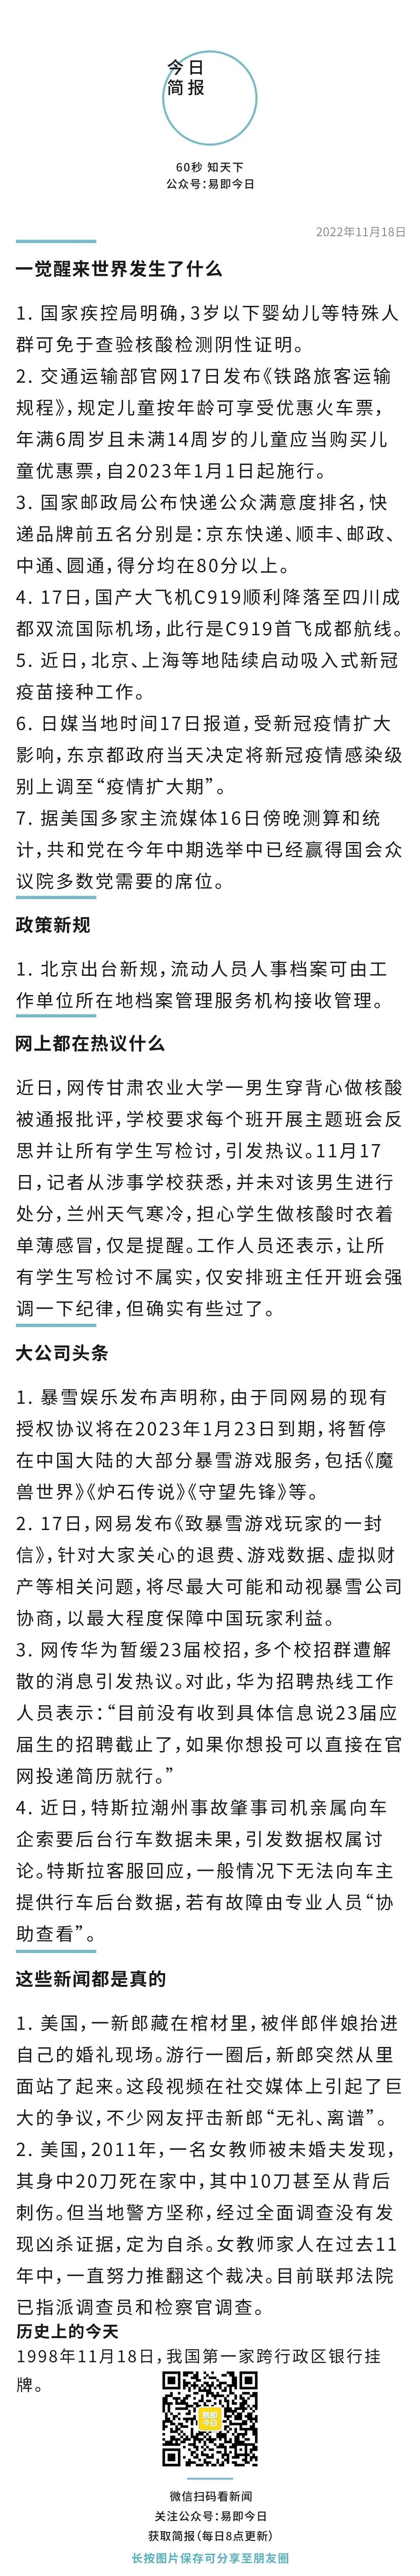 今日
简报
60秒 知天下
公众号：易即今日
2022年11月18日
一觉醒来世界发生了什么
1. 国家疾控局明确，3岁以下婴幼儿等特殊人
群可免于查验核酸检测阴性证明。
2. 交通运输部官网17日发布《铁路旅客运输
规程》，规定儿童按年龄可享受优惠火车票，
年满6周岁且未满14周岁的儿童应当购买儿
童优惠票，自2023年1月1日起施行。
3. 国家邮政局公布快递公众满意度排名，快
递品牌前五名分别是：京东快递、顺丰、邮政、
中通、圆通，得分均在80分以上。
4. 17日，国产大飞机C919顺利降落至四川成
都双流国际机场，此行是C919首飞成都航线。
5. 近日，北京、上海等地陆续启动吸入式新冠
疫苗接种工作。
6. 日媒当地时间17日报道，受新冠疫情扩大
影响，东京都政府当天决定将新冠疫情感染级
别上调至“疫情扩大期”。
7. 据美国多家主流媒体16日傍晚测算和统
计，共和党在今年中期选举中已经赢得国会众
议院多数党需要的席位。
政策新规
1. 北京出台新规，流动人员人事档案可由工
作单位所在地档案管理服务机构接收管理。
网上都在热议什么
近日，网传甘肃农业大学一男生穿背心做核酸
被通报批评，学校要求每个班开展主题班会反
思并让所有学生写检讨，引发热议。11月17
日，记者从涉事学校获悉，并未对该男生进行
处分，兰州天气寒冷，担心学生做核酸时衣着
单薄感冒，仅是提醒。工作人员还表示，让所
有学生写检讨不属实，仅安排班主任开班会强
调一下纪律，但确实有些过了。
大公司头条
1. 暴雪娱乐发布声明称，由于同网易的现有
授权协议将在2023年1月23日到期，将暂停
在中国大陆的大部分暴雪游戏服务，包括《魔
兽世界》《炉石传说》《守望先锋》等。
2. 17日，网易发布《致暴雪游戏玩家的一封
信》，针对大家关心的退费、游戏数据、虚拟财
产等相关问题，将尽最大可能和动视暴雪公司
协商，以最大程度保障中国玩家利益。
3. 网传华为暂缓23届校招，多个校招群遭解
散的消息引发热议。对此，华为招聘热线工作
人员表示：“目前没有收到具体信息说23届应
届生的招聘截止了，如果你想投可以直接在官
网投递简历就行。”
4. 近日，特斯拉潮州事故肇事司机亲属向车
企索要后台行车数据未果，引发数据权属讨
论。特斯拉客服回应，一般情况下无法向车主
提供行车后台数据，若有故障由专业人员“协
助查看”。
这些新闻都是真的
1. 美国，一新郎藏在棺材里，被伴郎伴娘抬进
自己的婚礼现场。游行一圈后，新郎突然从里
面站了起来。这段视频在社交媒体上引起了巨
大的争议，不少网友抨击新郎“无礼、离谱”。
2. 美国，2011年，一名女教师被未婚夫发现，
其身中20刀死在家中，其中10刀甚至从背后
刺伤。但当地警方坚称，经过全面调查没有发
现凶杀证据，定为自杀。女教师家人在过去11
年中，一直努力推翻这个裁决。目前联邦法院
已指派调查员和检察官调查。
历史上的今天
1998年11月18日，我国第一家跨行政区银行挂
牌。
易即
今日
微信扫码看新闻
关注公众号：易即今日
获取简报（每日8点更新）
长按图片保存可分享至朋友圈